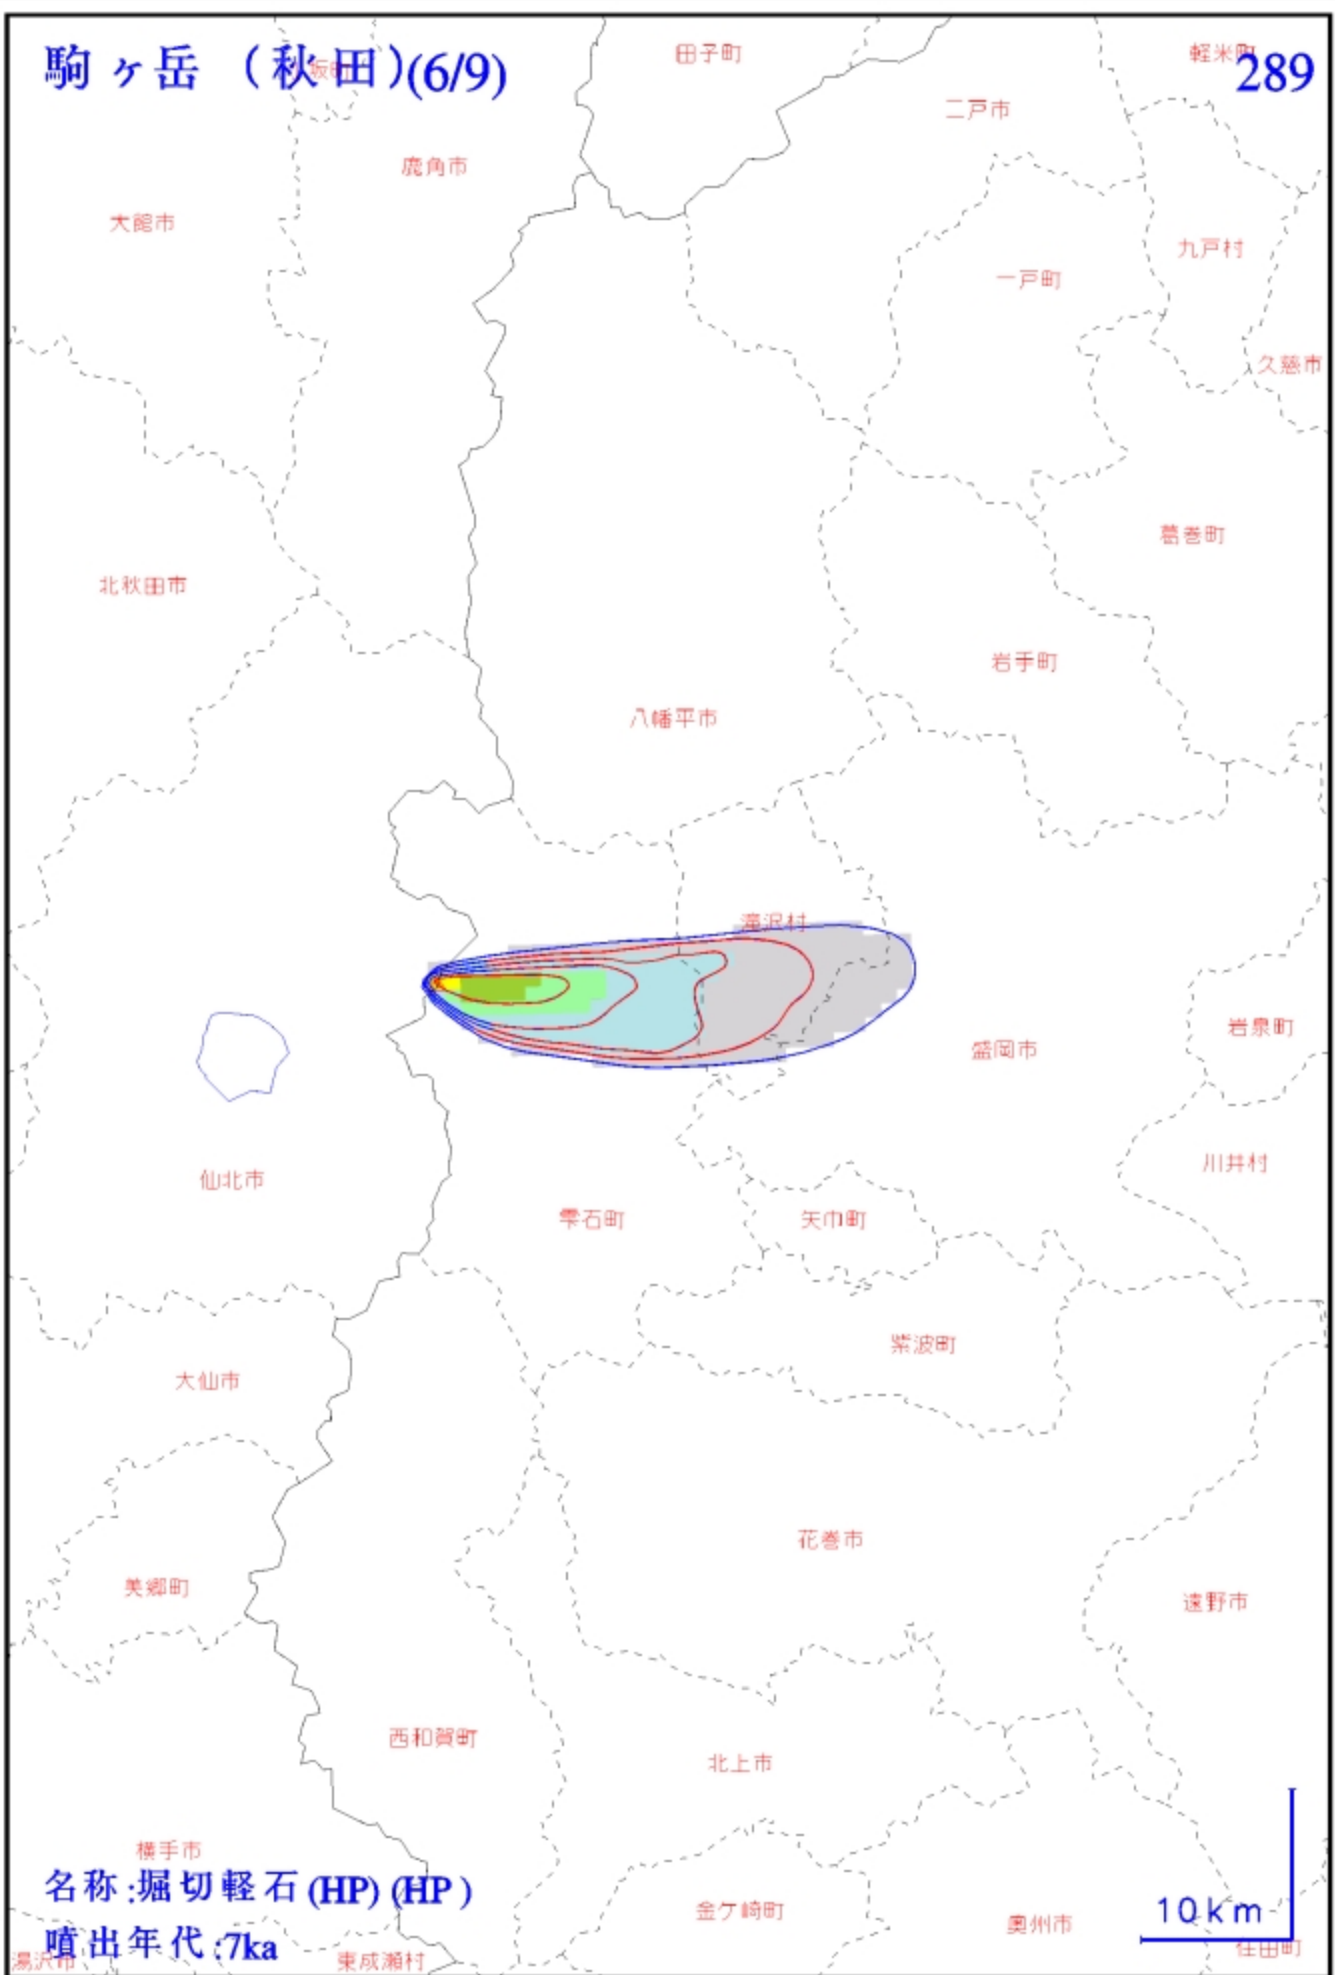 駒ヶ岳（秋田）(6/9)
289
田子町
二戸市
鹿角市
大館市
九戸村
一戸町
久慈市
葛巻町
北秋田市
岩手町
八幡平市
滝沢村
岩泉町
盛岡市
川井村
仙北市
雫石町
矢巾町
紫波町
大仙市
花巻市
美郷町
遠野市
西和賀町
北上市
横手市
名称:堀切軽石(HP) (HP)
金ケ崎町
奥州市
10km
噴出年代:7ka
湯沢市
東成瀬村
住田町